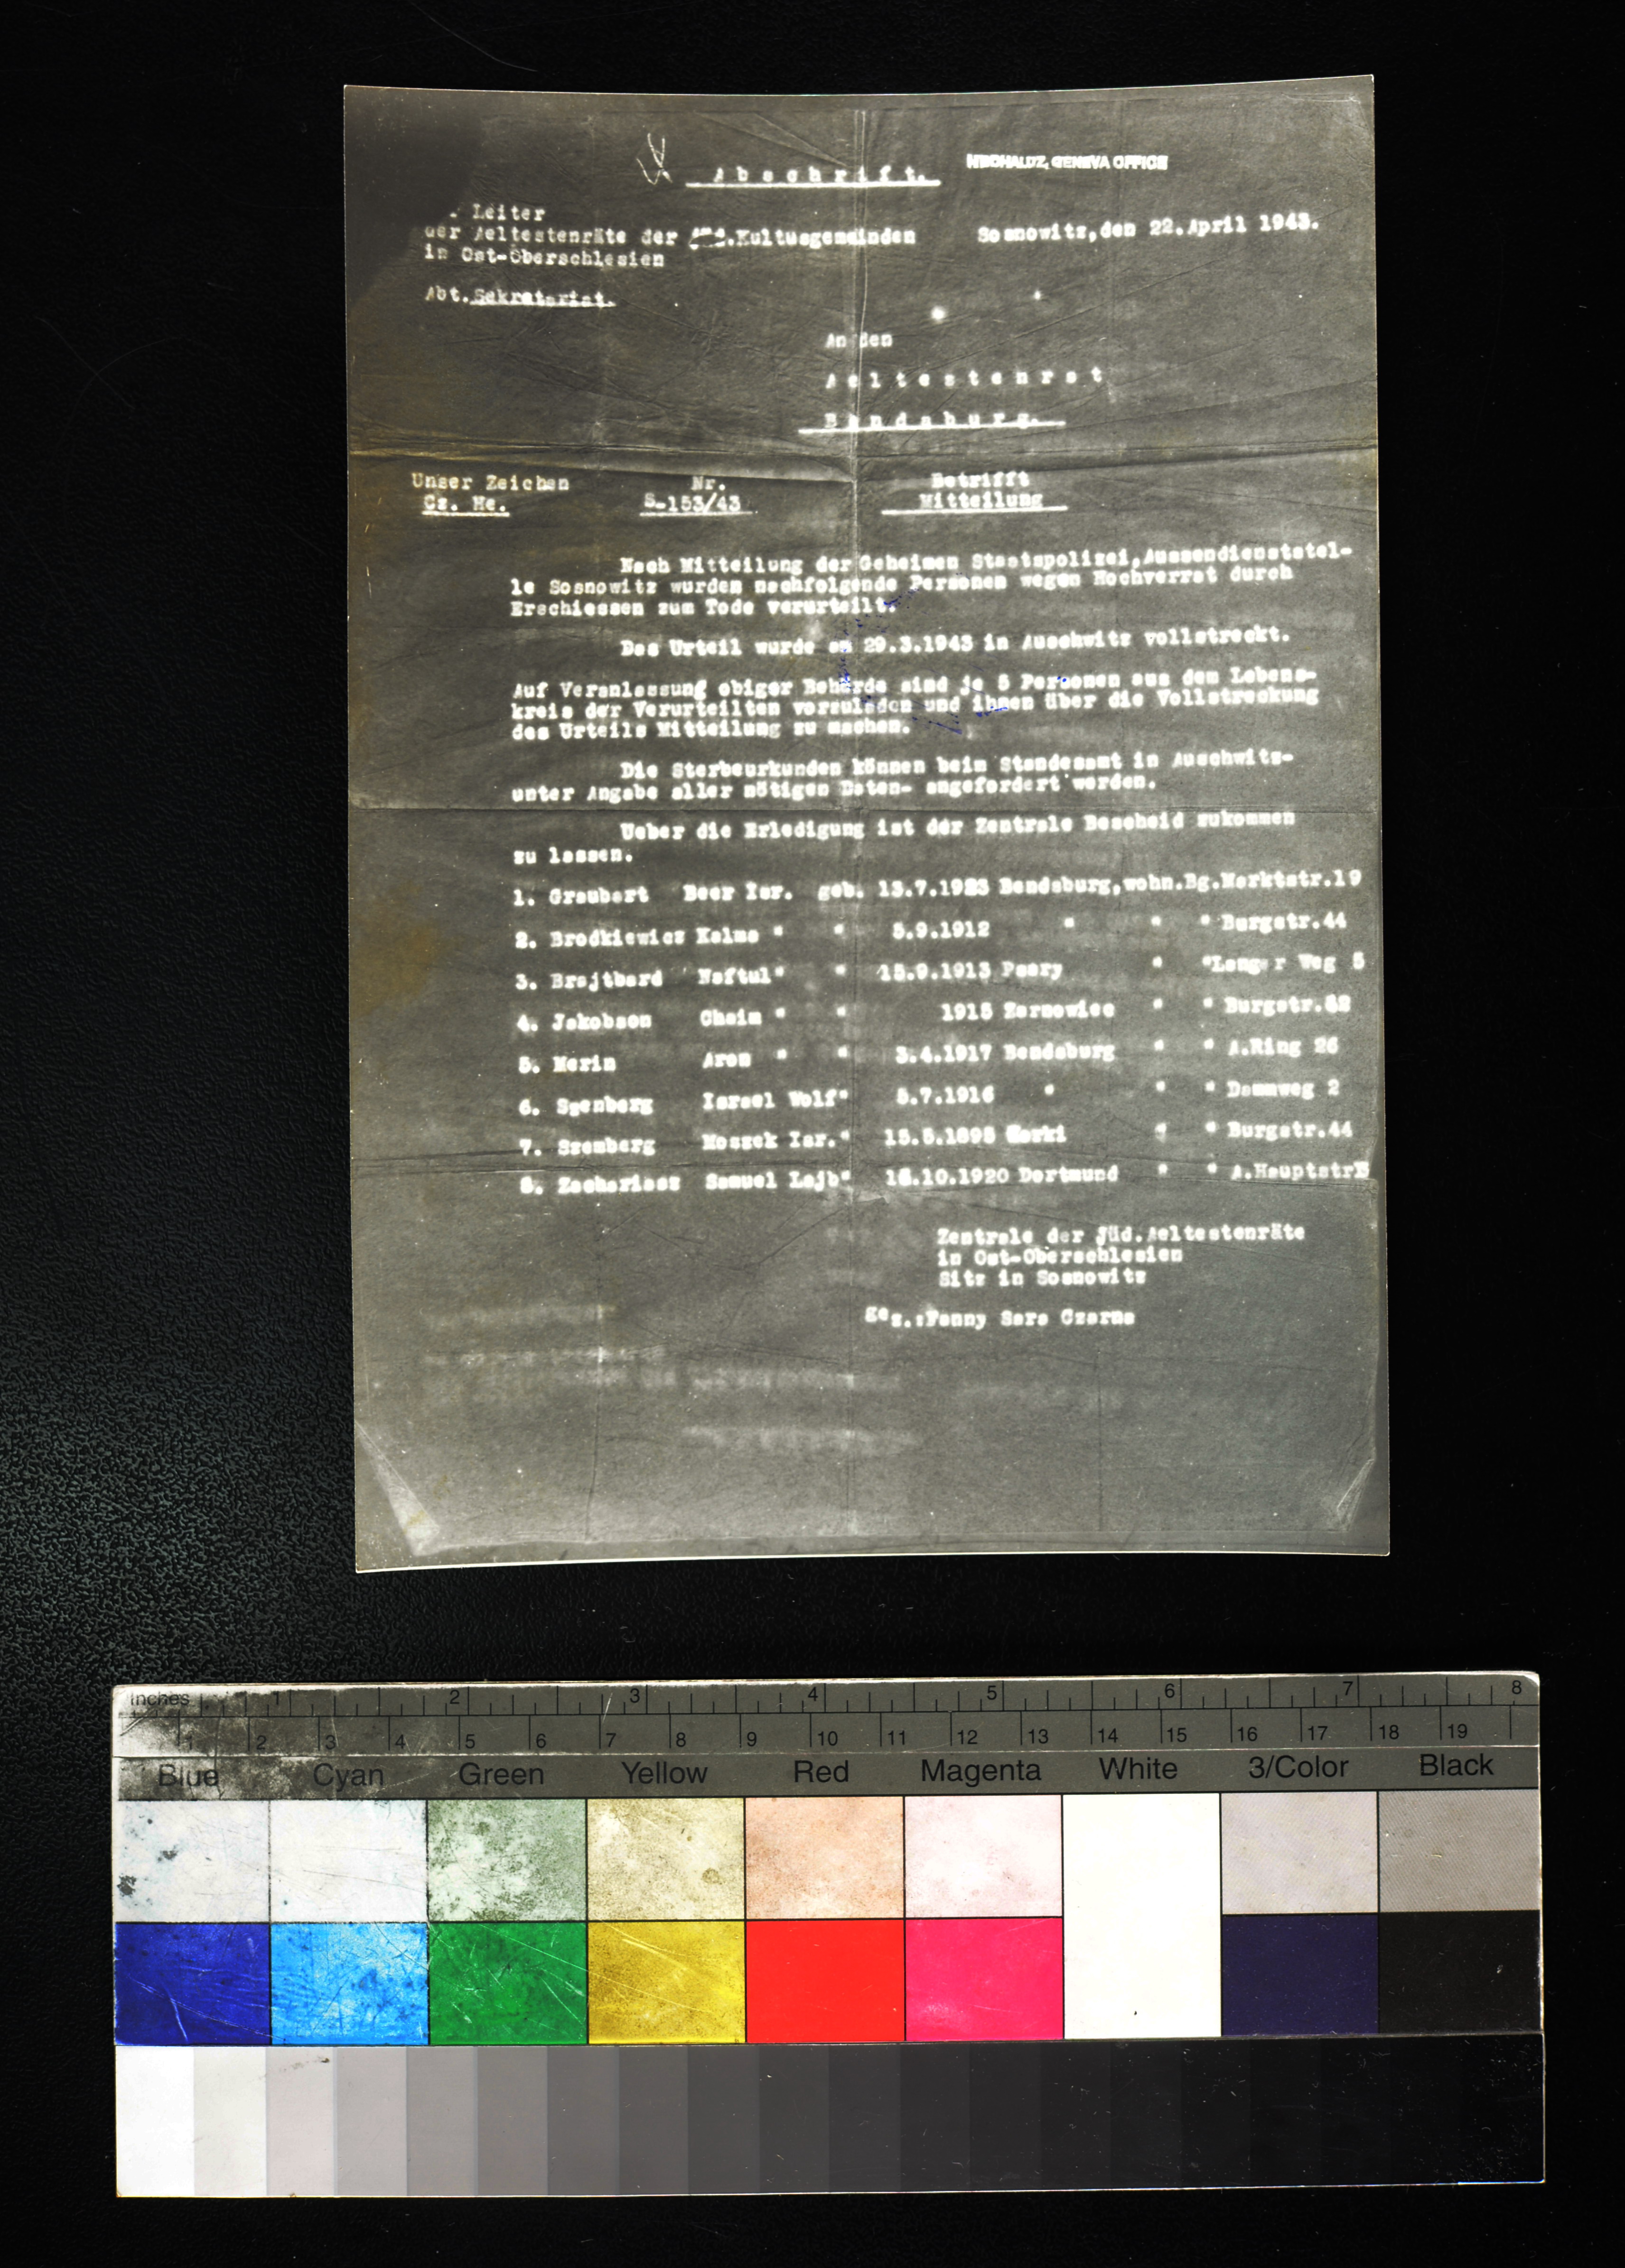 Abschrift.
HECHALUZ, GENEVA OFFICE
Leiter
der Aeltestenräte der Jüd.Kultusgemeinden Sosnowitz,den 22.April 1943.
in Ost-Oberschlesien
Abt.Sekretariat.
An den
Aeltestenrat
Bendsburg.
Unser Zeichen Nr. Betrifft
Cz. He. S-153/43 Mitteilung
Nach Mitteilung der Geheimen Staatspolizei,Aussendienststel-
le Sosnowitz wurden nachfolgende Personen wegen Hochverrat durch
Erschiessen zum Tode verurteilt.
Das Urteil wurde am 29.3.1943 in Auschwitz vollstreckt.
Auf Veranlassung obiger Behörde sind je 5 Personen aus dem Lebens-
kreis der Verurteilten vorzuladen und ihnen über die Vollstreckung
des Urteils Mitteilung zu machen.
Die Sterbeurkunden können beim Standesamt in Auschwitz-
unter Angabe aller nötigen Daten- angefordert werden.
Ueber die Erledigung ist der Zentrale Bescheid zukommen
zu lassen.
1. Graubart Beer Isr. geb. 13.7.1923 Bendsburg,wohn.Bg.Marktstr.19
2. Brodkiewicz Kalma " " 5.9.1912 " " " Burgstr.44
3. Brajtbard Naftul" " 15.9.1913 Psary " "Langer Weg 5
4. Jakobson Chaim " " 1915 Zarnowiec " " Burgstr.
5. Merin Aron " " 3.4.1917 Bendsburg " " A.Ring 26
6. Szenberg Israel Wolf" 5.7.1916 " " " Dammweg 2
7. Szenberg Moszek Isr." 15.5.1895 " " Burgstr.44
8. Zachariasz Samuel Lajb" 16.10.1920 Dortmund " " A.Hauptstr
Zentrale der Jüd.Aeltestenräte
in Ost-Oberschlesien
Sitz in Sosnowitz
gez.:Fanny Sara Czarna
Inches 1 2 3 4 5 6 7 8
1 2 3 4 5 6 7 8 9 10 11 12 13 14 15 16 17 18 19
Blue Cyan Green Yellow Red Magenta White 3/Color Black